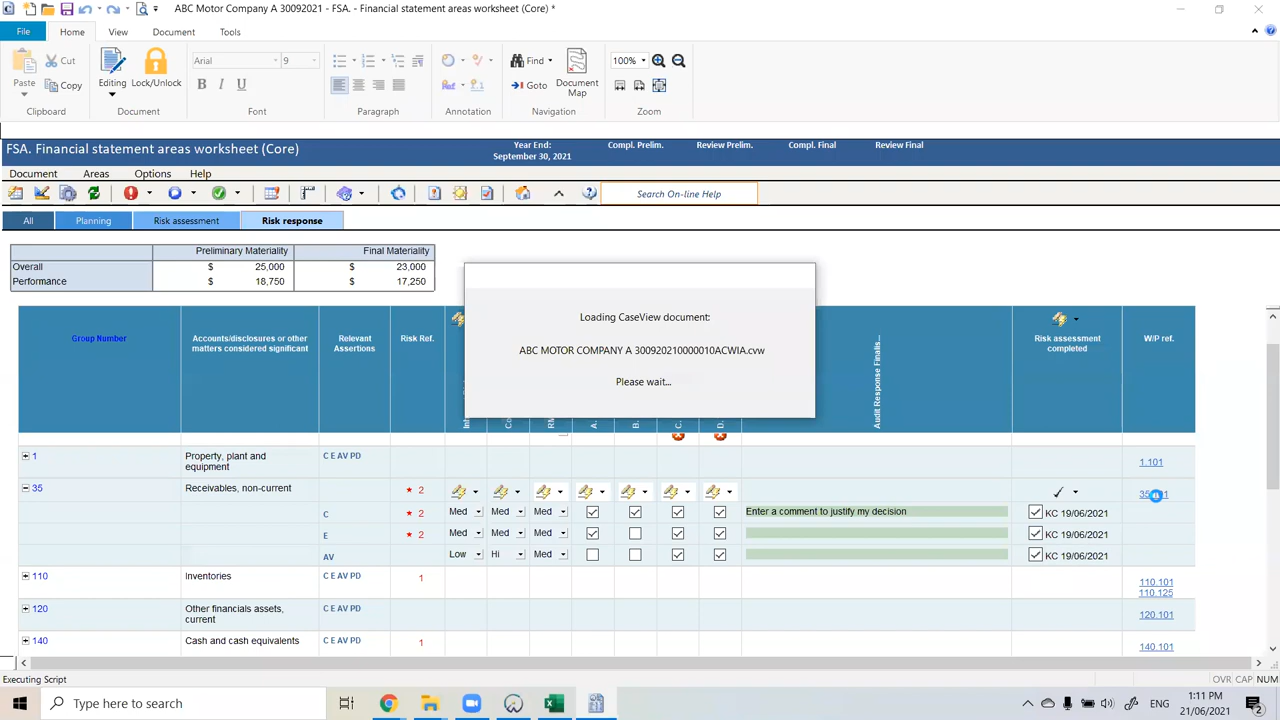 ABC Motor Company A 30092021 - FSA. - Financial statement areas worksheet (Core) *
File
Home
View
Document
Tools
Paste
Cut
Copy
Clipboard
Editing
Lock/Unlock
Document
Arial
9
B I U
Font
Paragraph
Annotation
Find
Goto
Document Map
Navigation
100%
Zoom
FSA. Financial statement areas worksheet (Core)
Year End:
September 30, 2021
Compl. Prelim.
Review Prelim.
Compl. Final
Review Final
Document
Areas
Options
Help
Search On-line Help
All
Planning
Risk assessment
Risk response
Preliminary Materiality
Final Materiality
Overall $ 25,000 $ 23,000
Performance $ 18,750 $ 17,250
Group Number
Accounts/disclosures or other matters considered significant
Relevant Assertions
Risk Ref.
A.
B.
C.
D.
Audit Response Finalis...
Risk assessment completed
W/P ref.
Loading CaseView document:
ABC MOTOR COMPANY A 300920210000010ACWIA.cvw
Please wait...
1 Property, plant and equipment C E AV PD 1.101
35 Receivables, non-current 2
C 2 Med Med Med Enter a comment to justify my decision KC 19/06/2021
E 2 Med Med Med KC 19/06/2021
AV Low Hi Med KC 19/06/2021
110 Inventories C E AV PD 1 110.101
110.125
120 Other financials assets, current C E AV PD 120.101
140 Cash and cash equivalents C E AV PD 1 140.101
Executing Script
OVR CAP NUM
Type here to search
ENG
1:11 PM
21/06/2021
2